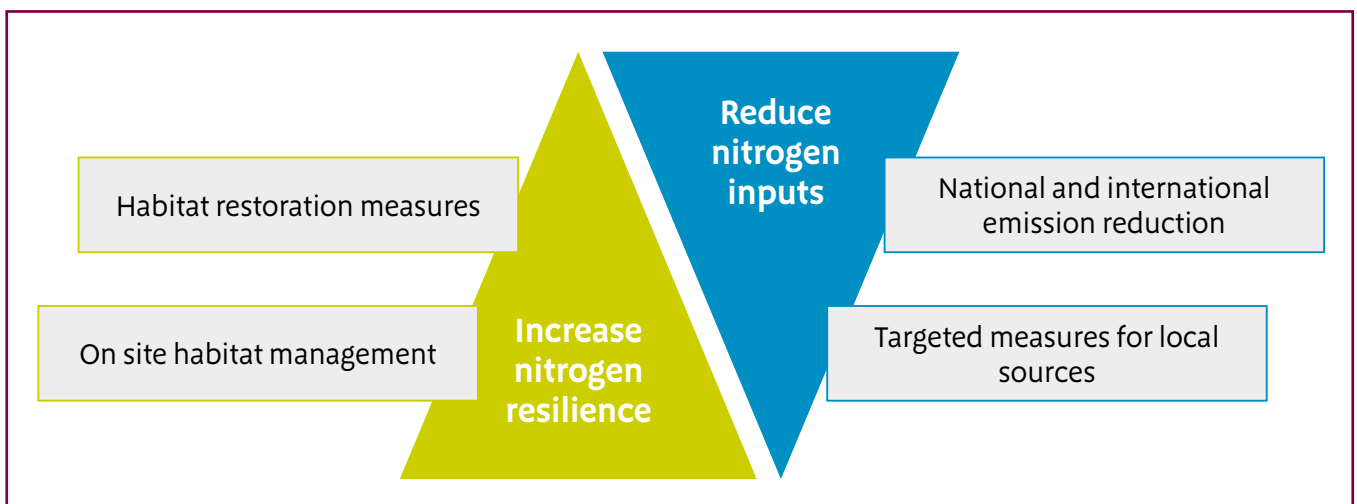 Reduce
nitrogen
inputs
Habitat restoration measures
National and international
emission reduction
On site habitat management
Increase
nitrogen
resilience
Targeted measures for local
sources